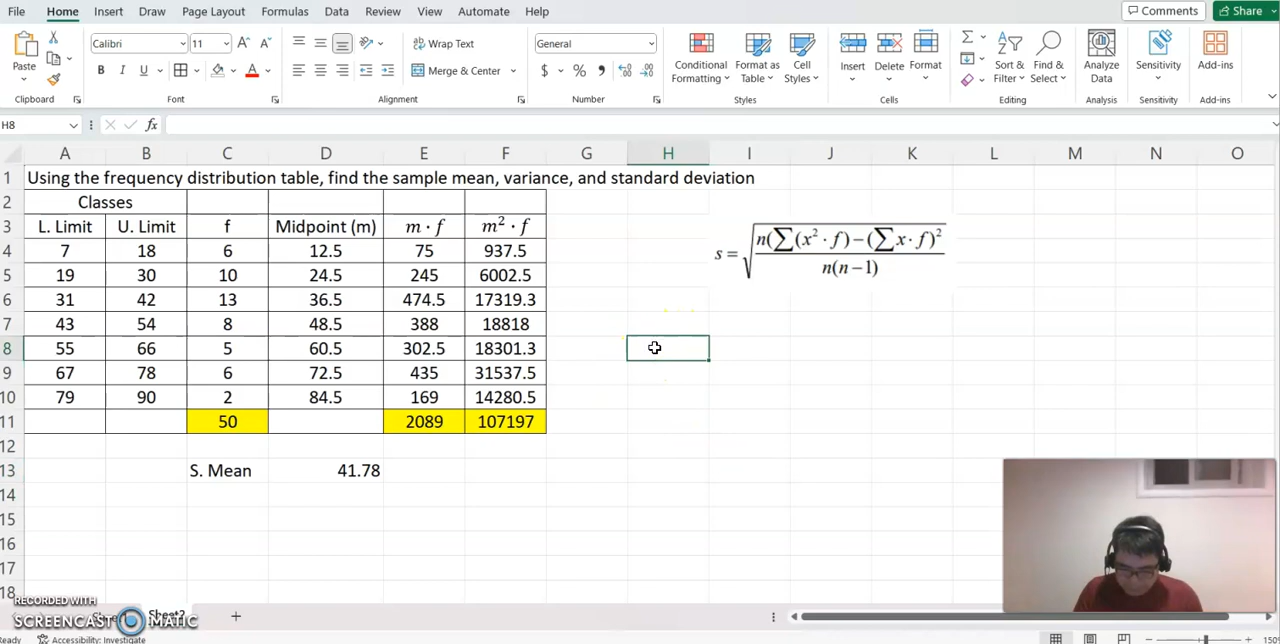 File Home Insert Draw Page Layout Formulas Data Review View Automate Help Comments Share
Calibri 11 Wrap Text General
Paste B I U A Merge & Center $ % Conditional Formatting Format as Table Cell Styles Insert Delete Format Sort & Filter Find & Select Analyze Data Sensitivity Add-ins
Clipboard Font Alignment Number Styles Cells Editing Analysis Sensitivity Add-ins
H8 fx
A B C D E F G H I J K L M N O
1 Using the frequency distribution table, find the sample mean, variance, and standard deviation
2 Classes
3 L. Limit U. Limit f Midpoint (m) m · f m² · f
4 7 18 6 12.5 75 937.5
5 19 30 10 24.5 245 6002.5
6 31 42 13 36.5 474.5 17319.3
7 43 54 8 48.5 388 18818
8 55 66 5 60.5 302.5 18301.3
9 67 78 6 72.5 435 31537.5
10 79 90 2 84.5 169 14280.5
11 50 2089 107197
s = √ n(∑(x² · f) – (∑x · f)²
n(n – 1)
12
13 S. Mean 41.78
14
15
16
17
18
RECORDED WITH
SCREENCAST MATIC
Sheet2
Accessibility: Investigate